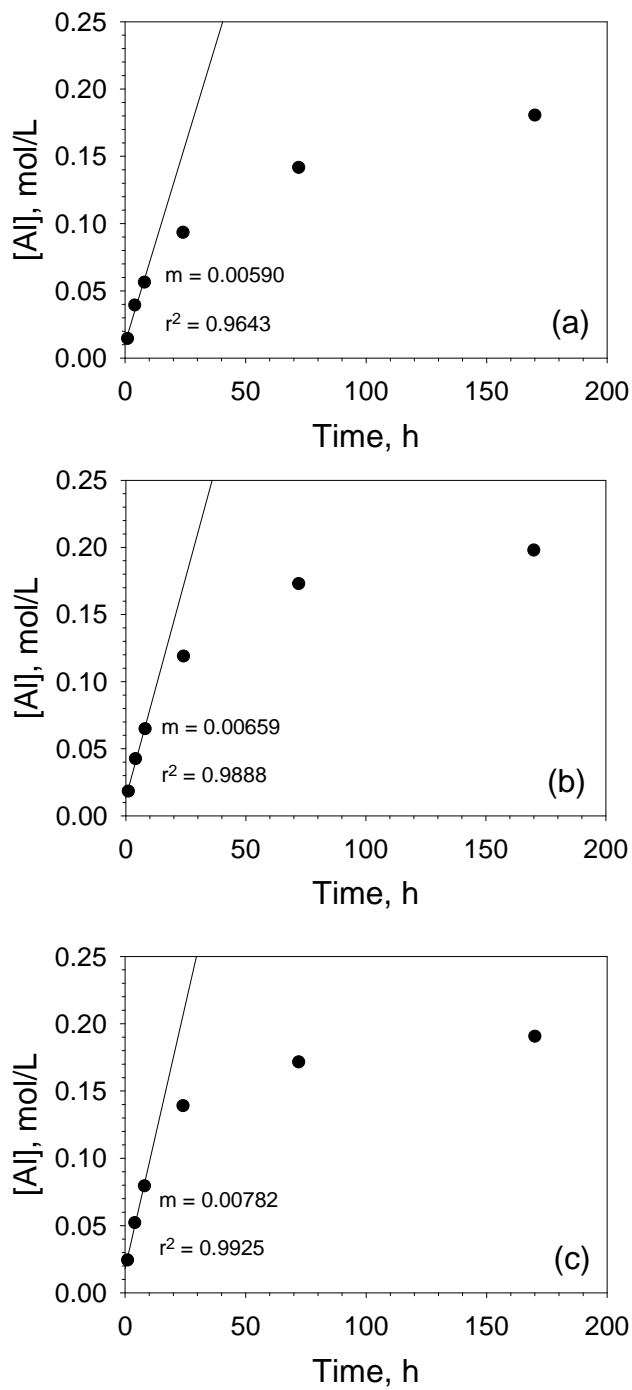 0.25
0.20
0.15
0.10
0.05
0.00
[Al], mol/L
m = 0.00590
r² = 0.9643
(a)
0 50 100 150 200
Time, h
0.25
0.20
0.15
0.10
0.05
0.00
[Al], mol/L
m = 0.00659
r² = 0.9888
(b)
0 50 100 150 200
Time, h
0.25
0.20
0.15
0.10
0.05
0.00
[Al], mol/L
m = 0.00782
r² = 0.9925
(c)
0 50 100 150 200
Time, h